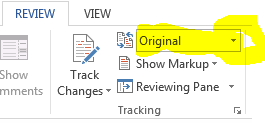 REVIEW VIEW
Original
Show Track Show Markup
mments Changes Reviewing Pane
Tracking